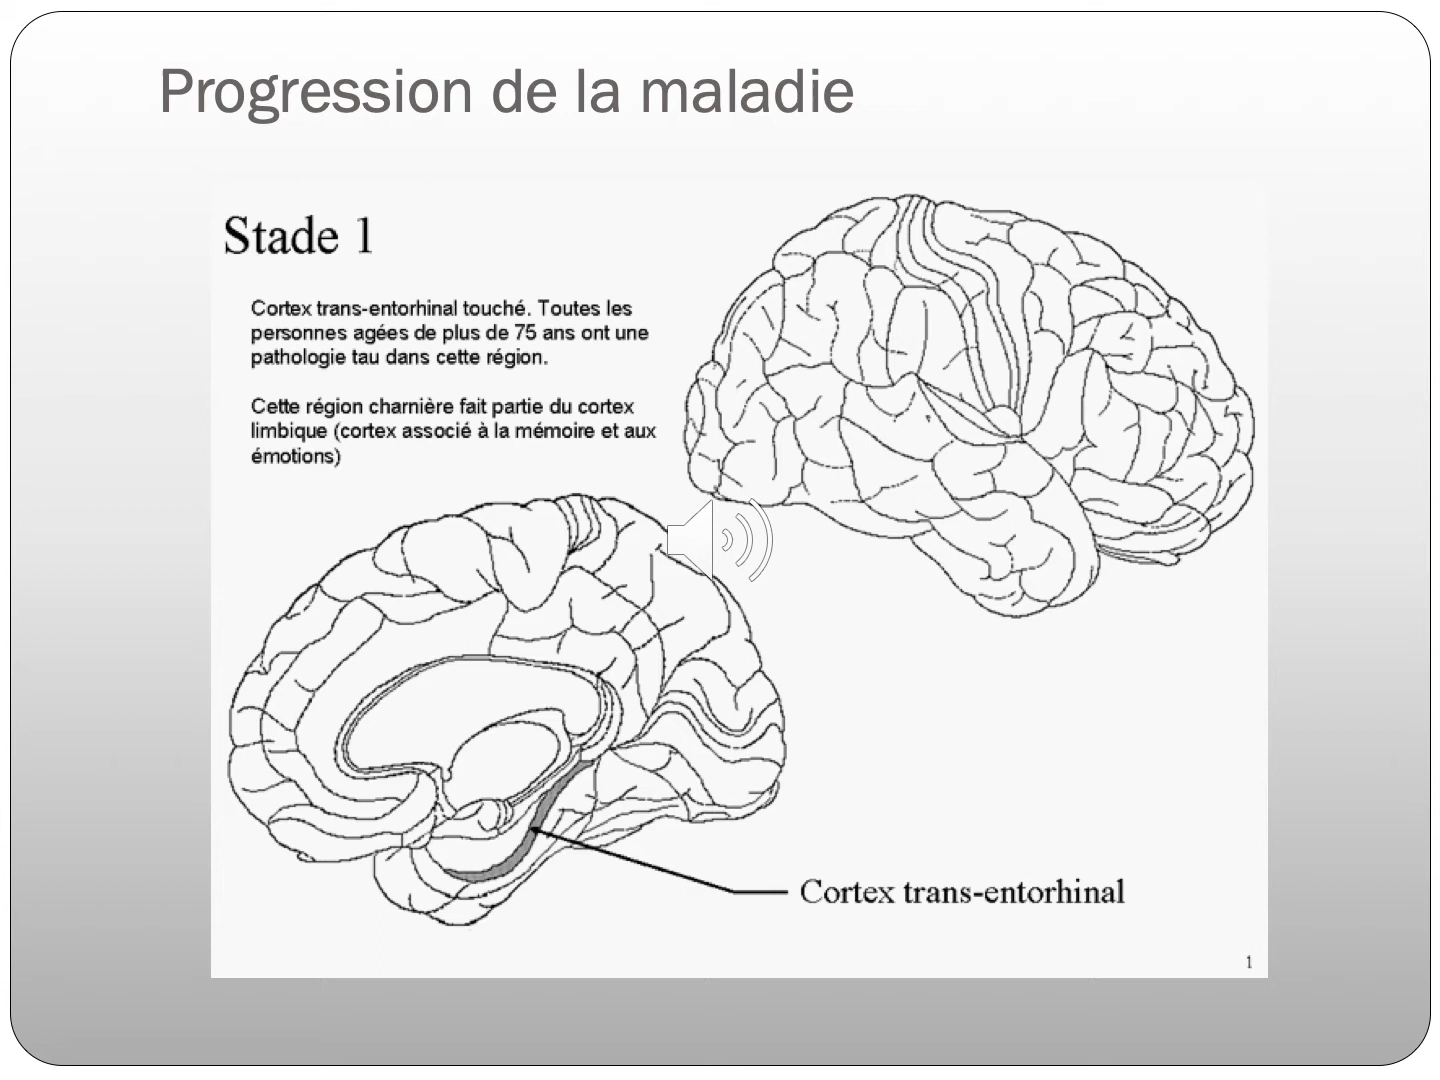 Progression de la maladie
Stade 1
Cortex trans-entorhinal touché. Toutes les
personnes agées de plus de 75 ans ont une
pathologie tau dans cette région.
Cette région charnière fait partie du cortex
limbique (cortex associé à la mémoire et aux
émotions)
Cortex trans-entorhinal
1